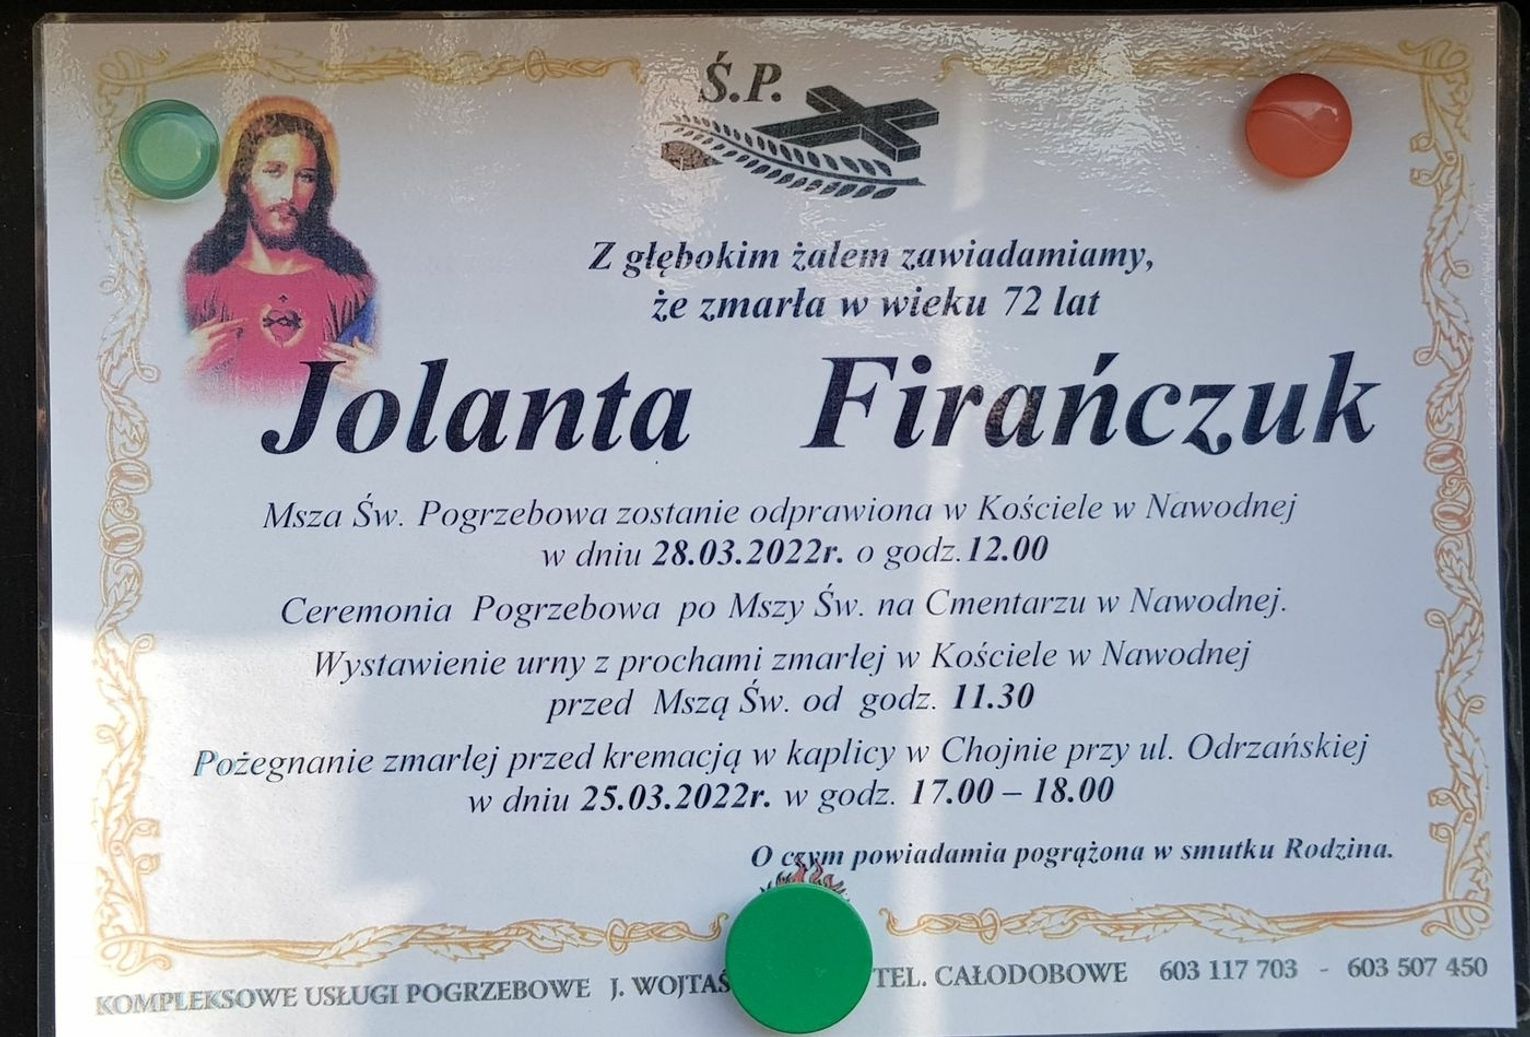 Ś.P.
Z głębokim żalem zawiadamiamy,
że zmarła w wieku 72 lat
Jolanta Firańczuk
Msza Św. Pogrzebowa zostanie odprawiona w Kościele w Nawodnej
w dniu 28.03.2022r. o godz.12.00
Ceremonia Pogrzebowa po Mszy Św. na Cmentarzu w Nawodnej.
Wystawienie urny z prochami zmarłej w Kościele w Nawodnej
przed Mszą Św. od godz. 11.30
Pożegnanie zmarłej przed kremacją w kaplicy w Chojnie przy ul. Odrzańskiej
w dniu 25.03.2022r. w godz. 17.00 – 18.00
O czym powiadamia pogrążona w smutku Rodzina.
KOMPLEKSOWE USŁUGI POGRZEBOWE J. TEL. CAŁODOBOWE 603 117 703 - 603 507 450